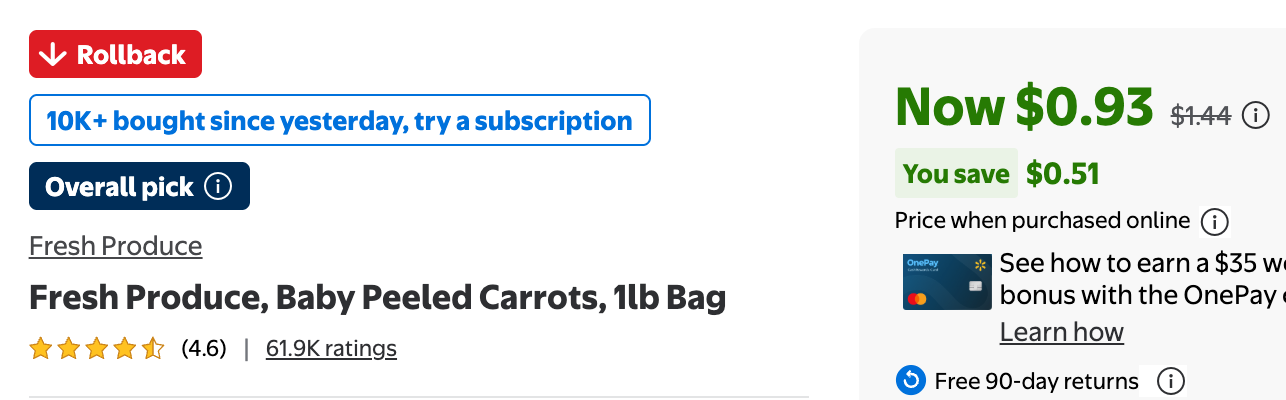 Rollback
10K+ bought since yesterday, try a subscription
Overall pick
Fresh Produce
Fresh Produce, Baby Peeled Carrots, 1lb Bag
(4.6) | 61.9K ratings
Now $0.93 $1.44
You save $0.51
Price when purchased online
OnePay
See how to earn a $35 w
bonus with the OnePay
Learn how
Free 90-day returns